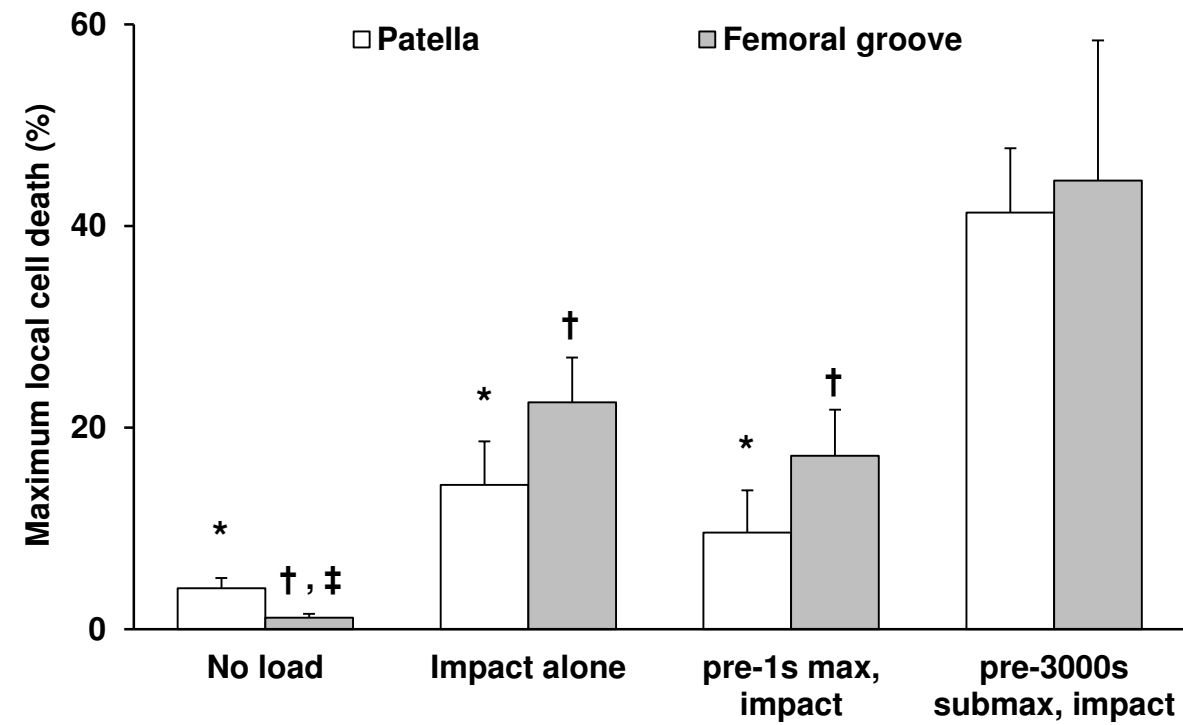 60
Patella
Femoral groove
Maximum local cell death (%)
40
†
*
†
20
*
*
† , ‡
0
No load
Impact alone
pre-1s max,
impact
pre-3000s
submax, impact